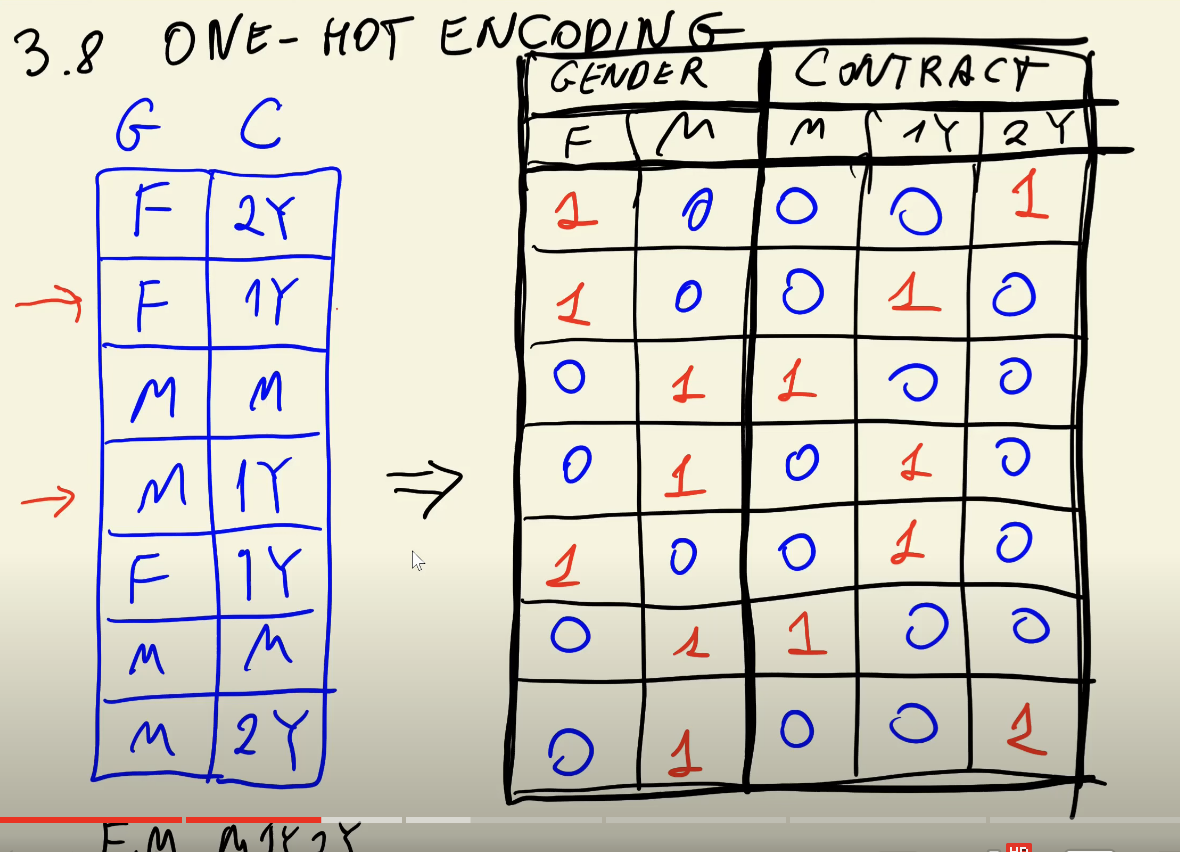 3.8 ONE-HOT ENCODING
G C
F 2Y
F 1Y
M M
M 1Y
F 1Y
M M
M 2Y
GENDER CONTRACT
F M M 1Y 2Y
1 0 0 0 1
1 0 0 1 0
0 1 1 0 0
0 1 0 1 0
1 0 0 1 0
0 1 1 0 0
0 1 0 0 1
F M M 1Y 2Y
HD